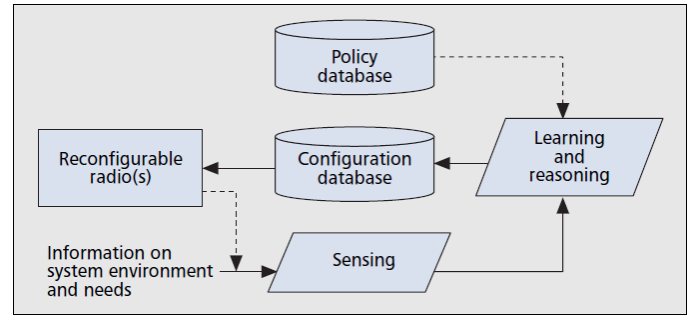 Policy
database
Learning
and
reasoning
Configuration
database
Reconfigurable
radio(s)
Information on
system environment
and needs
Sensing